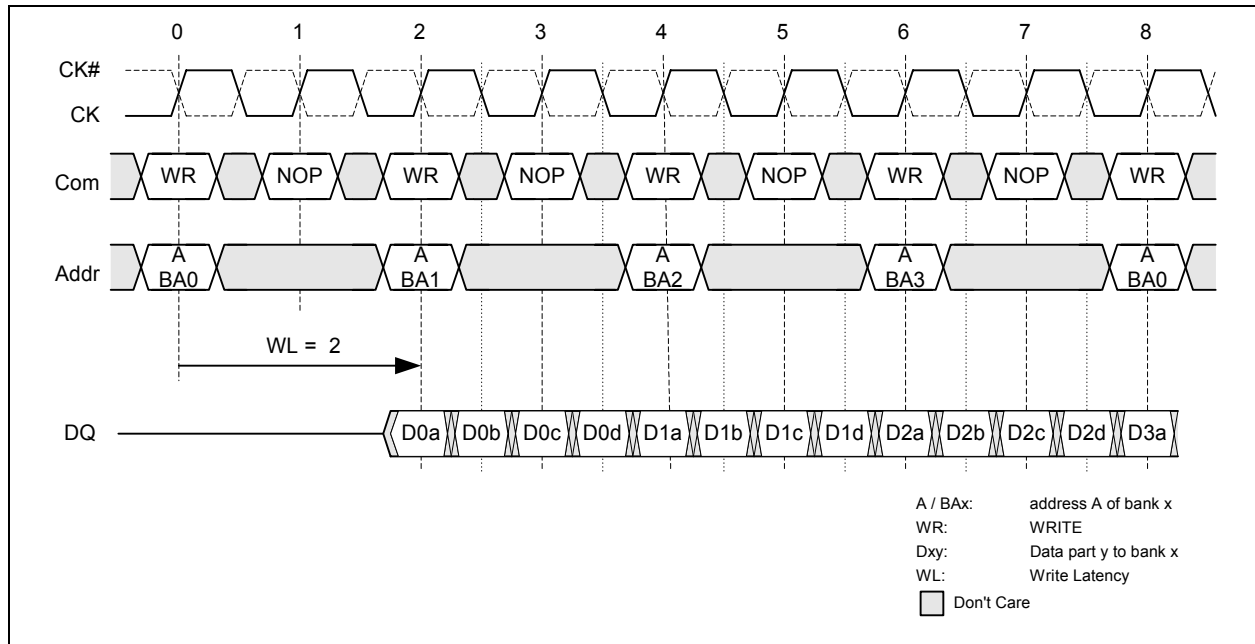 0 1 2 3 4 5 6 7 8
CK#
CK
Com WR NOP WR NOP WR NOP WR NOP WR
Addr A BA0 A BA1 A BA2 A BA3 A BA0
WL = 2
DQ D0a D0b D0c D0d D1a D1b D1c D1d D2a D2b D2c D2d D3a
A / BAx: address A of bank x
WR: WRITE
Dxy: Data part y to bank x
WL: Write Latency
Don't Care